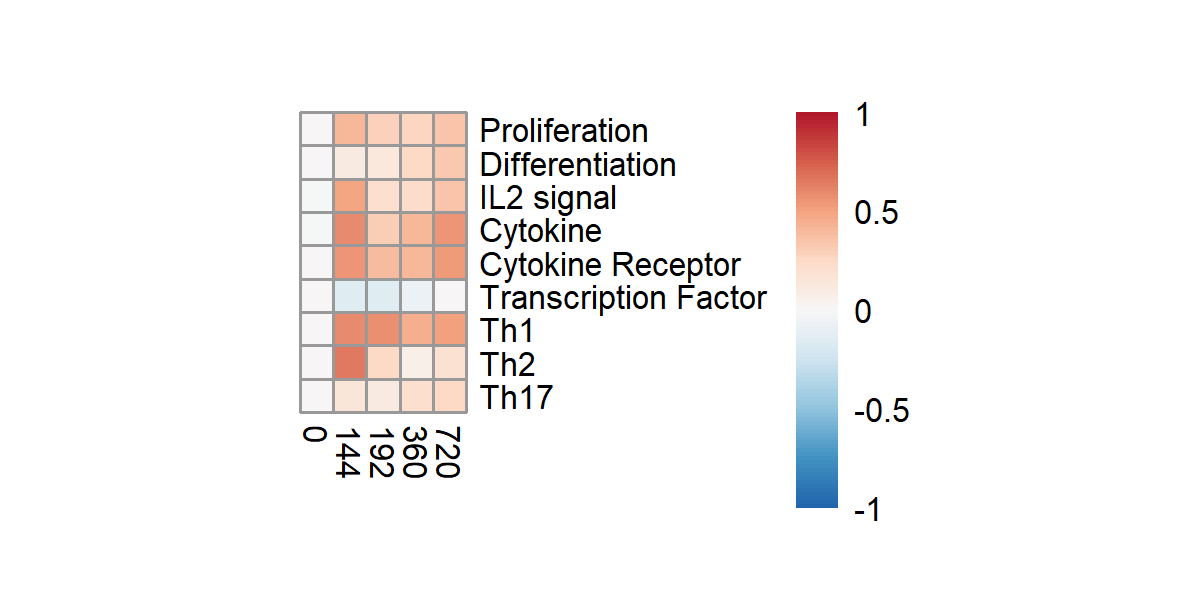 Proliferation
Differentiation
IL2 signal
Cytokine
Cytokine Receptor
Transcription Factor
Th1
Th2
Th17
0
144
192
360
720
1
0.5
0
-0.5
-1